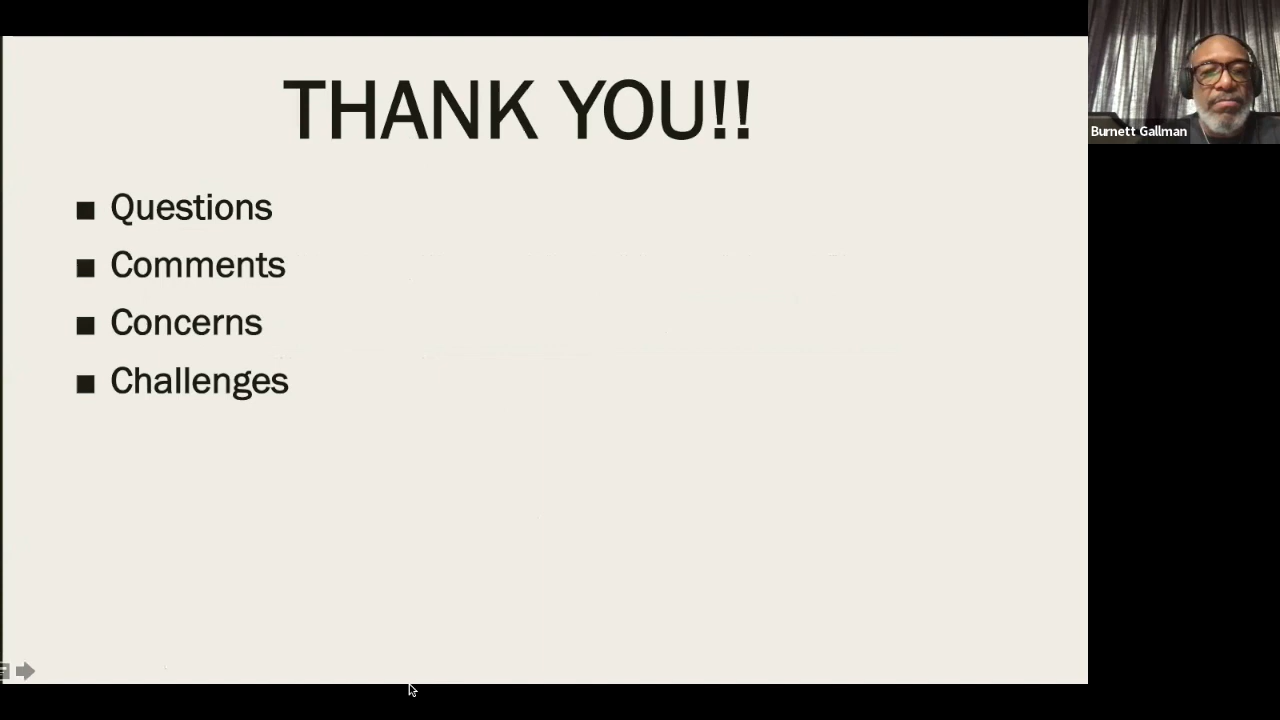 THANK YOU!!
Questions
Comments
Concerns
Challenges
Burnett Gallman